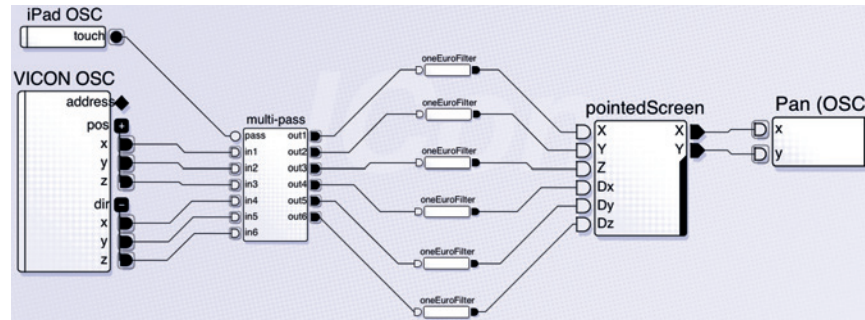 iPad OSC
touch
VICON OSC
address
pos
x
y
z
dir
x
y
z
multi-pass
pass out1
in1 out2
in2 out3
in3 out4
in4 out5
in5 out6
in6
oneEuroFilter
oneEuroFilter
oneEuroFilter
oneEuroFilter
oneEuroFilter
oneEuroFilter
pointedScreen
X X
Y Y
Z
Dx
Dy
Dz
Pan (OSC
x
y